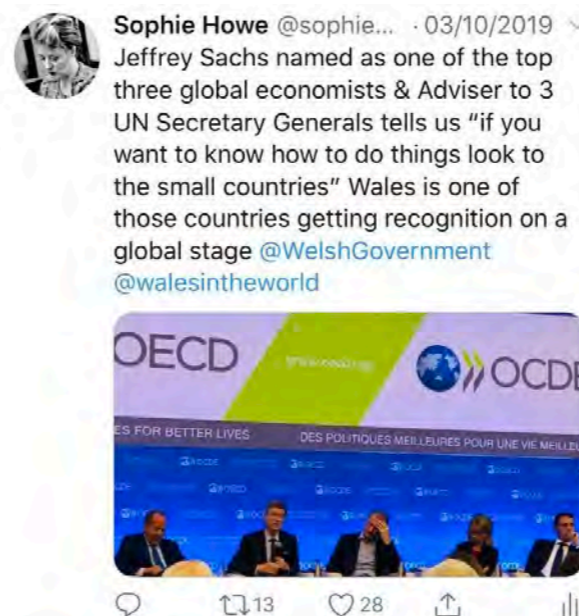 Sophie Howe @sophie... · 03/10/2019
Jeffrey Sachs named as one of the top
three global economists & Adviser to 3
UN Secretary Generals tells us “if you
want to know how to do things look to
the small countries” Wales is one of
those countries getting recognition on a
global stage @WelshGovernment
@walesintheworld
OECD
OCDE
ES FOR BETTER LIVES
DES POLITIQUES MEILLEURES POUR UNE VIE MEILLEU
13 28